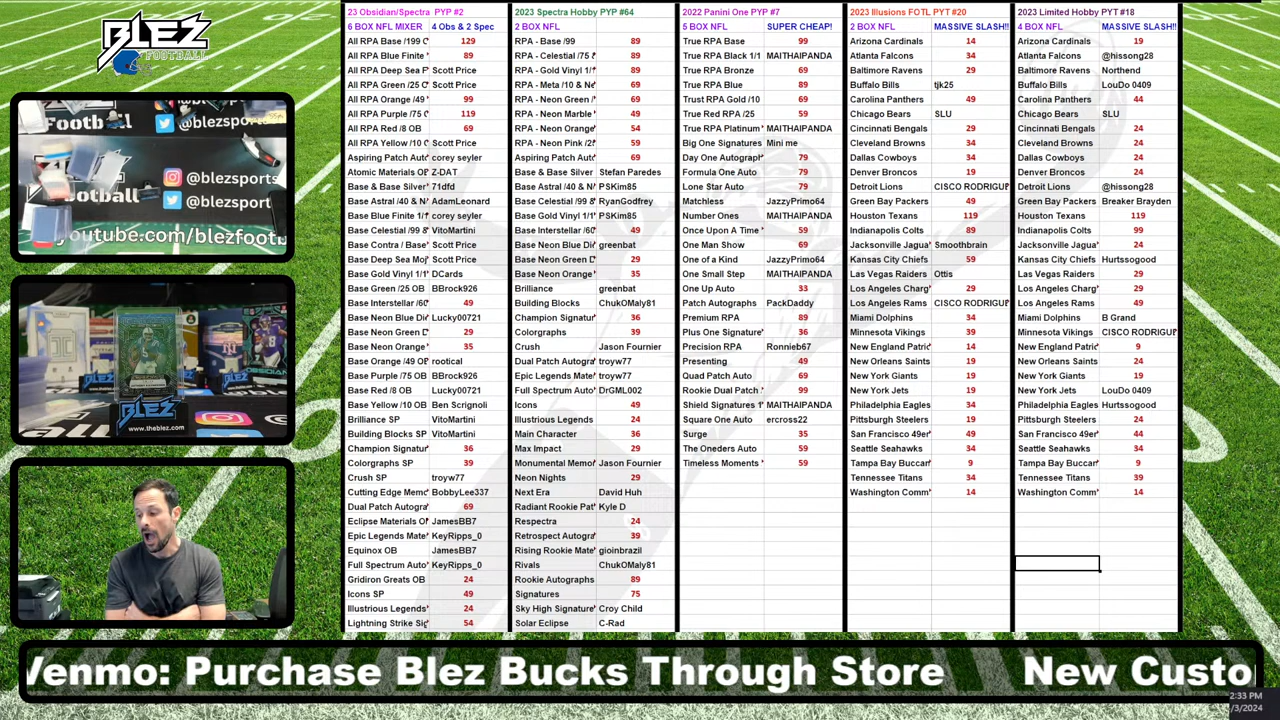 BLEZ
FOOTBALL
Football @blezsports
@blezsports
ootball @blezsports
youtube.com/blezfootb
BLEZ
www.theblez.com
OBSIDIAN
23 Obsidian/Spectra PYP #2
6 BOX NFL MIXER 4 Obs & 2 Spec
All RPA Base /199 129
All RPA Blue Finite 89
All RPA Deep Sea Scott Price
All RPA Green /25 Scott Price
All RPA Orange /49 99
All RPA Purple /75 119
All RPA Red /8 OB 69
All RPA Yellow /10 Scott Price
Aspiring Patch Aut corey seyler
Atomic Materials OB Z-DAT
Base & Base Silver 71dfd
Base Astral /40 & N AdamLeonard
Base Blue Finite 1/ corey seyler
Base Celestial /99 & VitoMartini
Base Contra / Base Scott Price
Base Deep Sea Moj Scott Price
Base Gold Vinyl 1/1 DCards
Base Green /25 OB BBrock926
Base Interstellar /60 49
Base Neon Blue Di Lucky00721
Base Neon Green D 29
Base Neon Orange 35
Base Orange /49 OB rootical
Base Purple /75 OB BBrock926
Base Red /8 OB Lucky00721
Base Yellow /10 OB Ben Scrignoli
Brilliance SP VitoMartini
Building Blocks SP VitoMartini
Champion Signatu 36
Colorgraphs SP 39
Crush SP troyw77
Cutting Edge Memo BobbyLee337
Dual Patch Autogra 69
Eclipse Materials O JamesBB7
Epic Legends Mate KeyRipps_0
Equinox OB JamesBB7
Full Spectrum Auto KeyRipps_0
Gridiron Greats OB 24
Icons SP 49
Illustrious Legends 24
Lightning Strike Sig 54
2023 Spectra Hobby PYP #64
2 BOX NFL
RPA - Base /99 89
RPA - Celestial /75 89
RPA - Gold Vinyl 1/ 89
RPA - Meta /10 & Ne 69
RPA - Neon Green / 69
RPA - Neon Marble 49
RPA - Neon Orange 54
RPA - Neon Pink /2 59
Aspiring Patch Aut 69
Base & Base Silver Stefan Paredes
Base Astral /40 & N PSKim85
Base Celestial /99 & RyanGodfrey
Base Gold Vinyl 1/1 PSKim85
Base Interstellar /60 49
Base Neon Blue Di greenbat
Base Neon Green D 29
Base Neon Orange 35
Brilliance greenbat
Building Blocks ChukOMaly81
Champion Signatur 36
Colorgraphs 39
Crush Jason Fournier
Dual Patch Autogra troyw77
Epic Legends Mate troyw77
Full Spectrum Auto DrGML002
Icons 49
Illustrious Legends 24
Main Character 36
Max Impact 29
Monumental Memo Jason Fournier
Neon Nights 29
Next Era David Huh
Radiant Rookie Pat Kyle D
Respectra 24
Retrospect Autogra 39
Rising Rookie Mate gioinbrazil
Rivals ChukOMaly81
Rookie Autographs 89
Signatures 75
Sky High Signature Croy Child
Solar Eclipse C-Rad
2022 Panini One PYP #7
5 BOX NFL SUPER CHEAP!
True RPA Base 99
True RPA Black 1/1 MAITHAIPANDA
True RPA Bronze 69
True RPA Blue 89
Trust RPA Gold /10 69
True Red RPA /25 59
True RPA Platinum MAITHAIPANDA
Big One Signatures Mini me
Day One Autograph 79
Formula One Auto 79
Lone Star Auto 79
Matchless JazzyPrimo64
Number Ones MAITHAIPANDA
Once Upon A Time 59
One Man Show 69
One of a Kind JazzyPrimo64
One Small Step MAITHAIPANDA
One Up Auto 33
Patch Autographs PackDaddy
Premium RPA 89
Plus One Signature 36
Precision RPA Ronnieb67
Presenting 49
Quad Patch Auto 69
Rookie Dual Patch 99
Shield Signatures 1 MAITHAIPANDA
Square One Auto ercross22
Surge 35
The Oneders Auto 59
Timeless Moments 59
2023 Illusions FOTL PYT #20
2 BOX NFL MASSIVE SLASH!!
Arizona Cardinals 14
Atlanta Falcons 34
Baltimore Ravens 29
Buffalo Bills tjk25
Carolina Panthers 49
Chicago Bears SLU
Cincinnati Bengals 29
Cleveland Browns 34
Dallas Cowboys 34
Denver Broncos 19
Detroit Lions CISCO RODRIGU
Green Bay Packers 49
Houston Texans 119
Indianapolis Colts 89
Jacksonville Jagua Smoothbrain
Kansas City Chiefs 59
Las Vegas Raiders Ottis
Los Angeles Charg 29
Los Angeles Rams CISCO RODRIGU
Miami Dolphins 34
Minnesota Vikings 39
New England Patri 14
New Orleans Saints 19
New York Giants 19
New York Jets 19
Philadelphia Eagles 34
Pittsburgh Steelers 19
San Francisco 49er 49
Seattle Seahawks 34
Tampa Bay Buccan 9
Tennessee Titans 34
Washington Comm 14
2023 Limited Hobby PYT #18
4 BOX NFL MASSIVE SLASH!!
Arizona Cardinals 19
Atlanta Falcons @hissong28
Baltimore Ravens Northend
Buffalo Bills LouDo 0409
Carolina Panthers 44
Chicago Bears SLU
Cincinnati Bengals 24
Cleveland Browns 24
Dallas Cowboys 24
Denver Broncos 24
Detroit Lions @hissong28
Green Bay Packers Breaker Brayden
Houston Texans 119
Indianapolis Colts 99
Jacksonville Jagua 24
Kansas City Chiefs Hurtssogood
Las Vegas Raiders 29
Los Angeles Charg 29
Los Angeles Rams 49
Miami Dolphins B Grand
Minnesota Vikings CISCO RODRIGU
New England Patri 9
New Orleans Saints 24
New York Giants 19
New York Jets LouDo 0409
Philadelphia Eagles Hurtssogood
Pittsburgh Steelers 24
San Francisco 49er 44
Seattle Seahawks 34
Tampa Bay Buccan 9
Tennessee Titans 39
Washington Comm 14
Venmo: Purchase Blez Bucks Through Store New Custo
2:33 PM
/3/2024